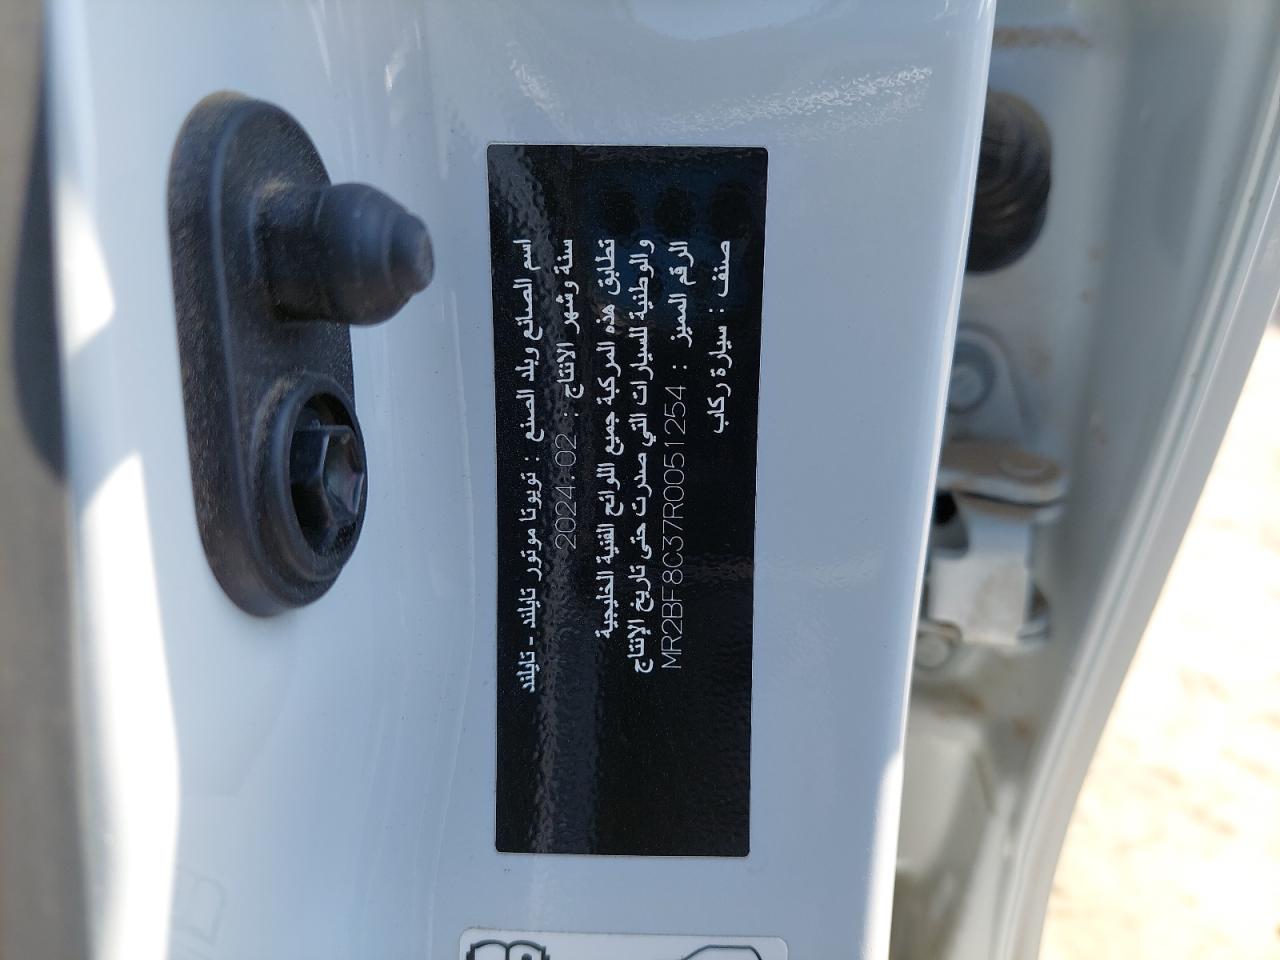 اسم الصانع وبلد الصنع : تويوتا موتور تايلند - تايلند
سنة وشهر الانتاج : 2024.02
تطابق هذه المركبة جميع اللوائح الفنية الخليجية
والوطنية للسيارات التي صدرت حتى تاريخ الإنتاج
الرقم المميز : MR2BF8C37R0051254
صنف : سيارة ركاب